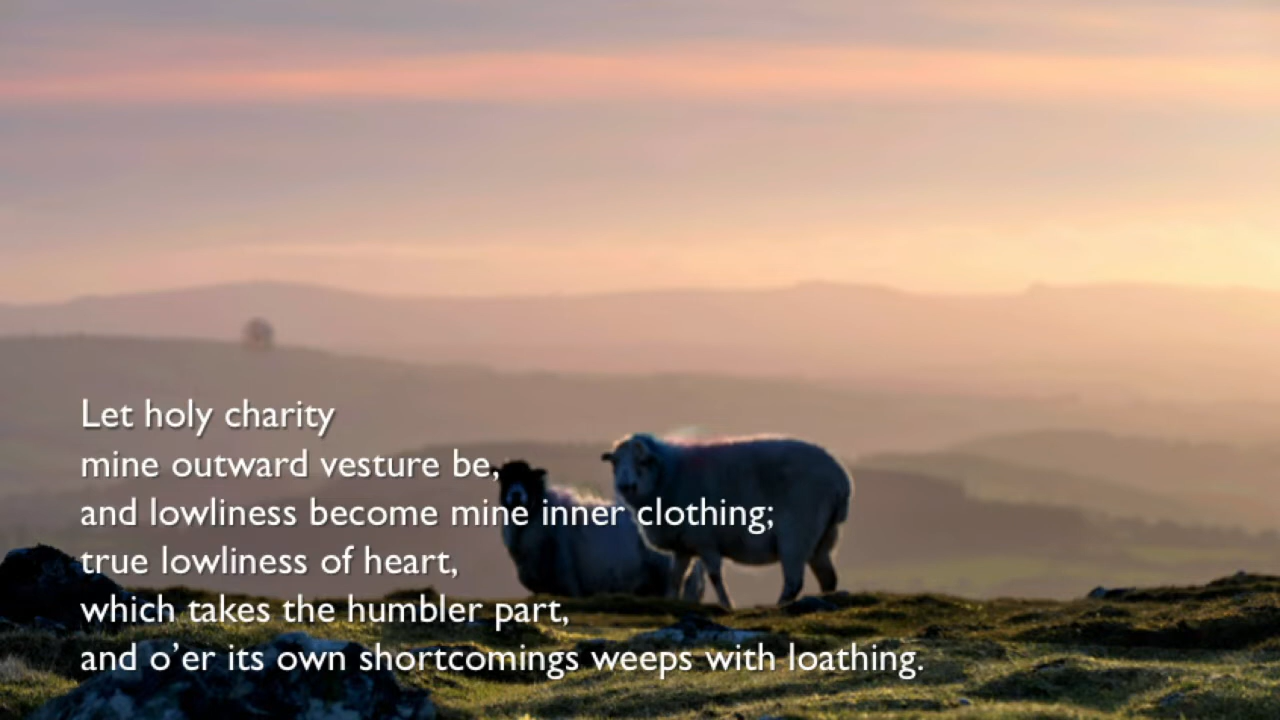 Let holy charity
mine outward vesture be,
and lowliness become mine inner clothing;
true lowliness of heart,
which takes the humbler part,
and o’er its own shortcomings weeps with loathing.